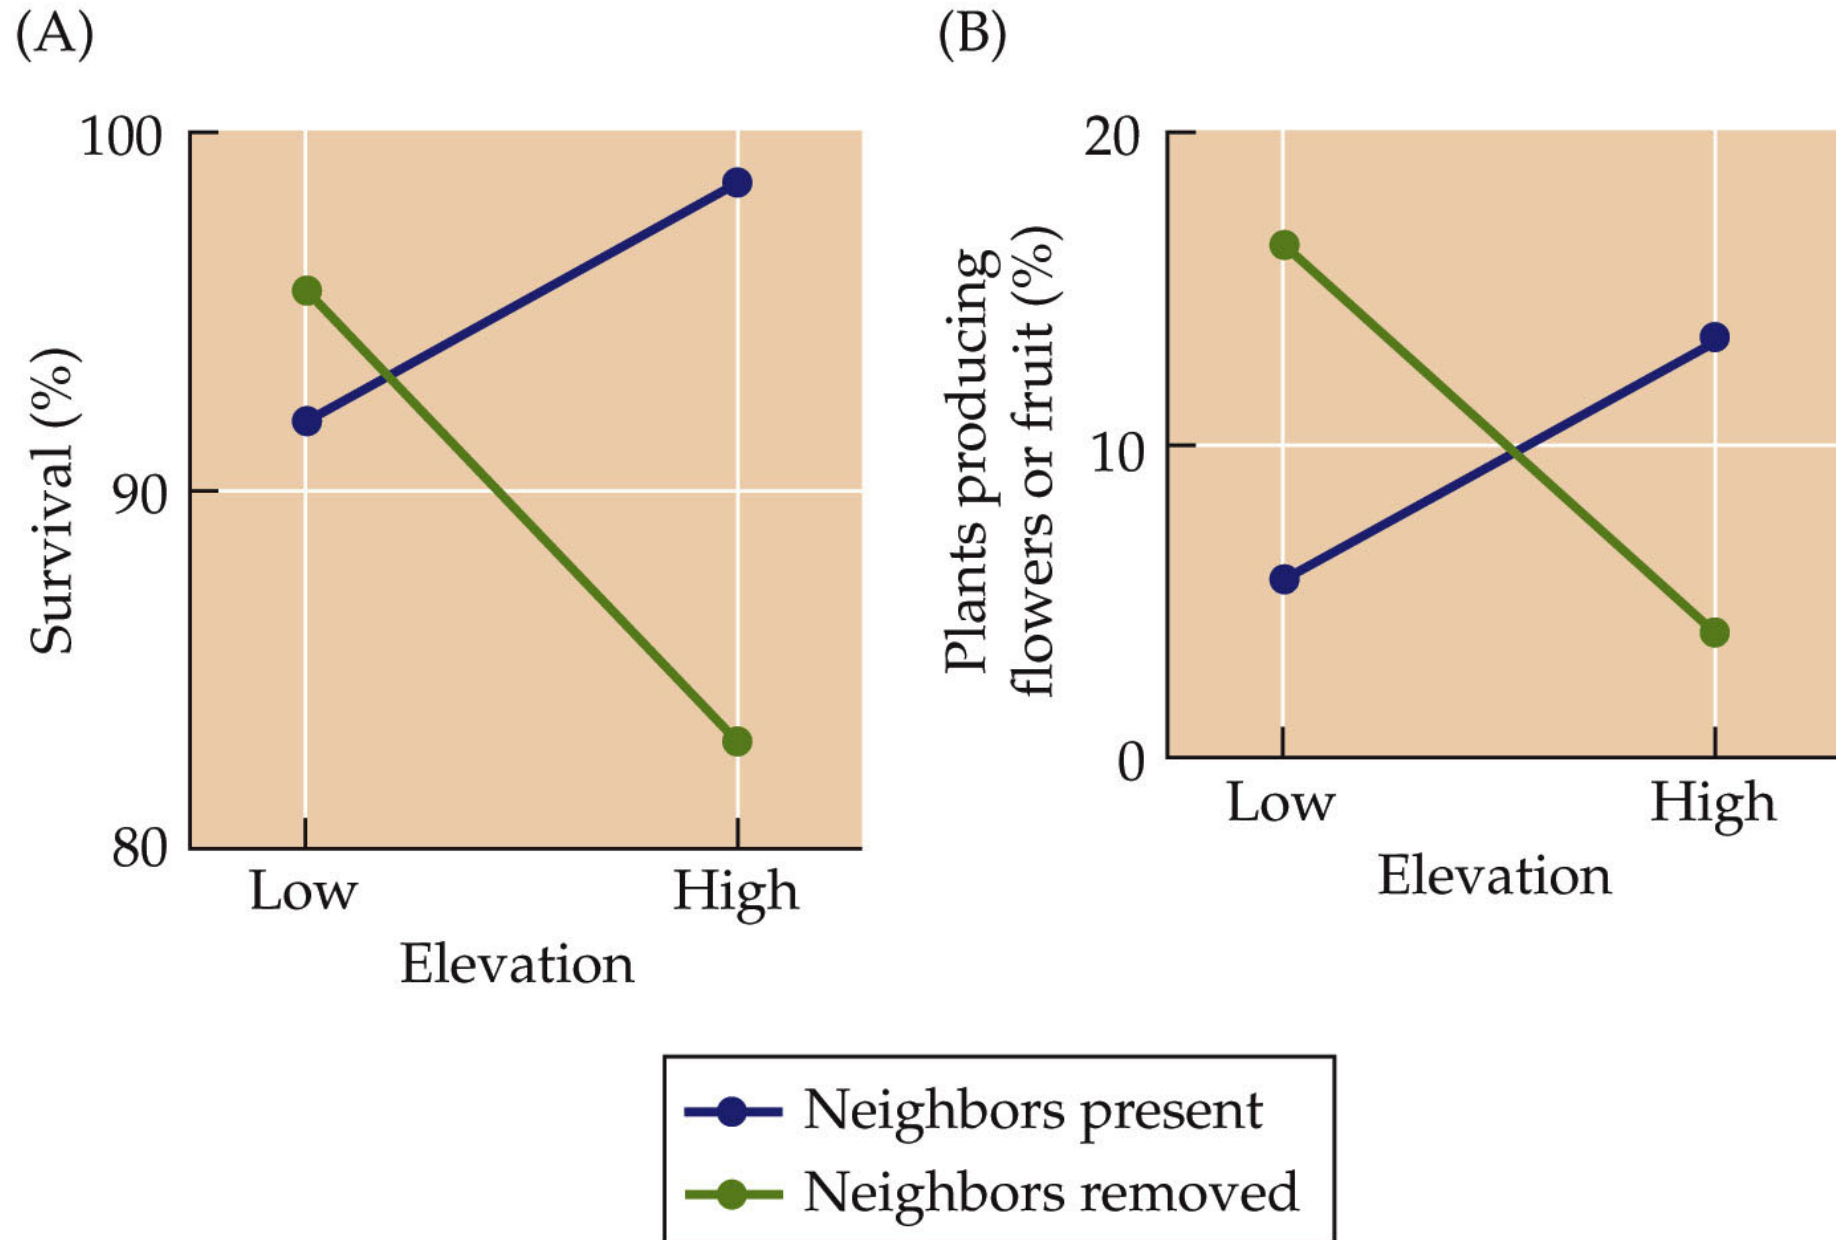 (A)
100
90
80
Survival (%)
Low High
Elevation
(B)
20
10
0
Plants producing
flowers or fruit (%)
Low High
Elevation
Neighbors present
Neighbors removed